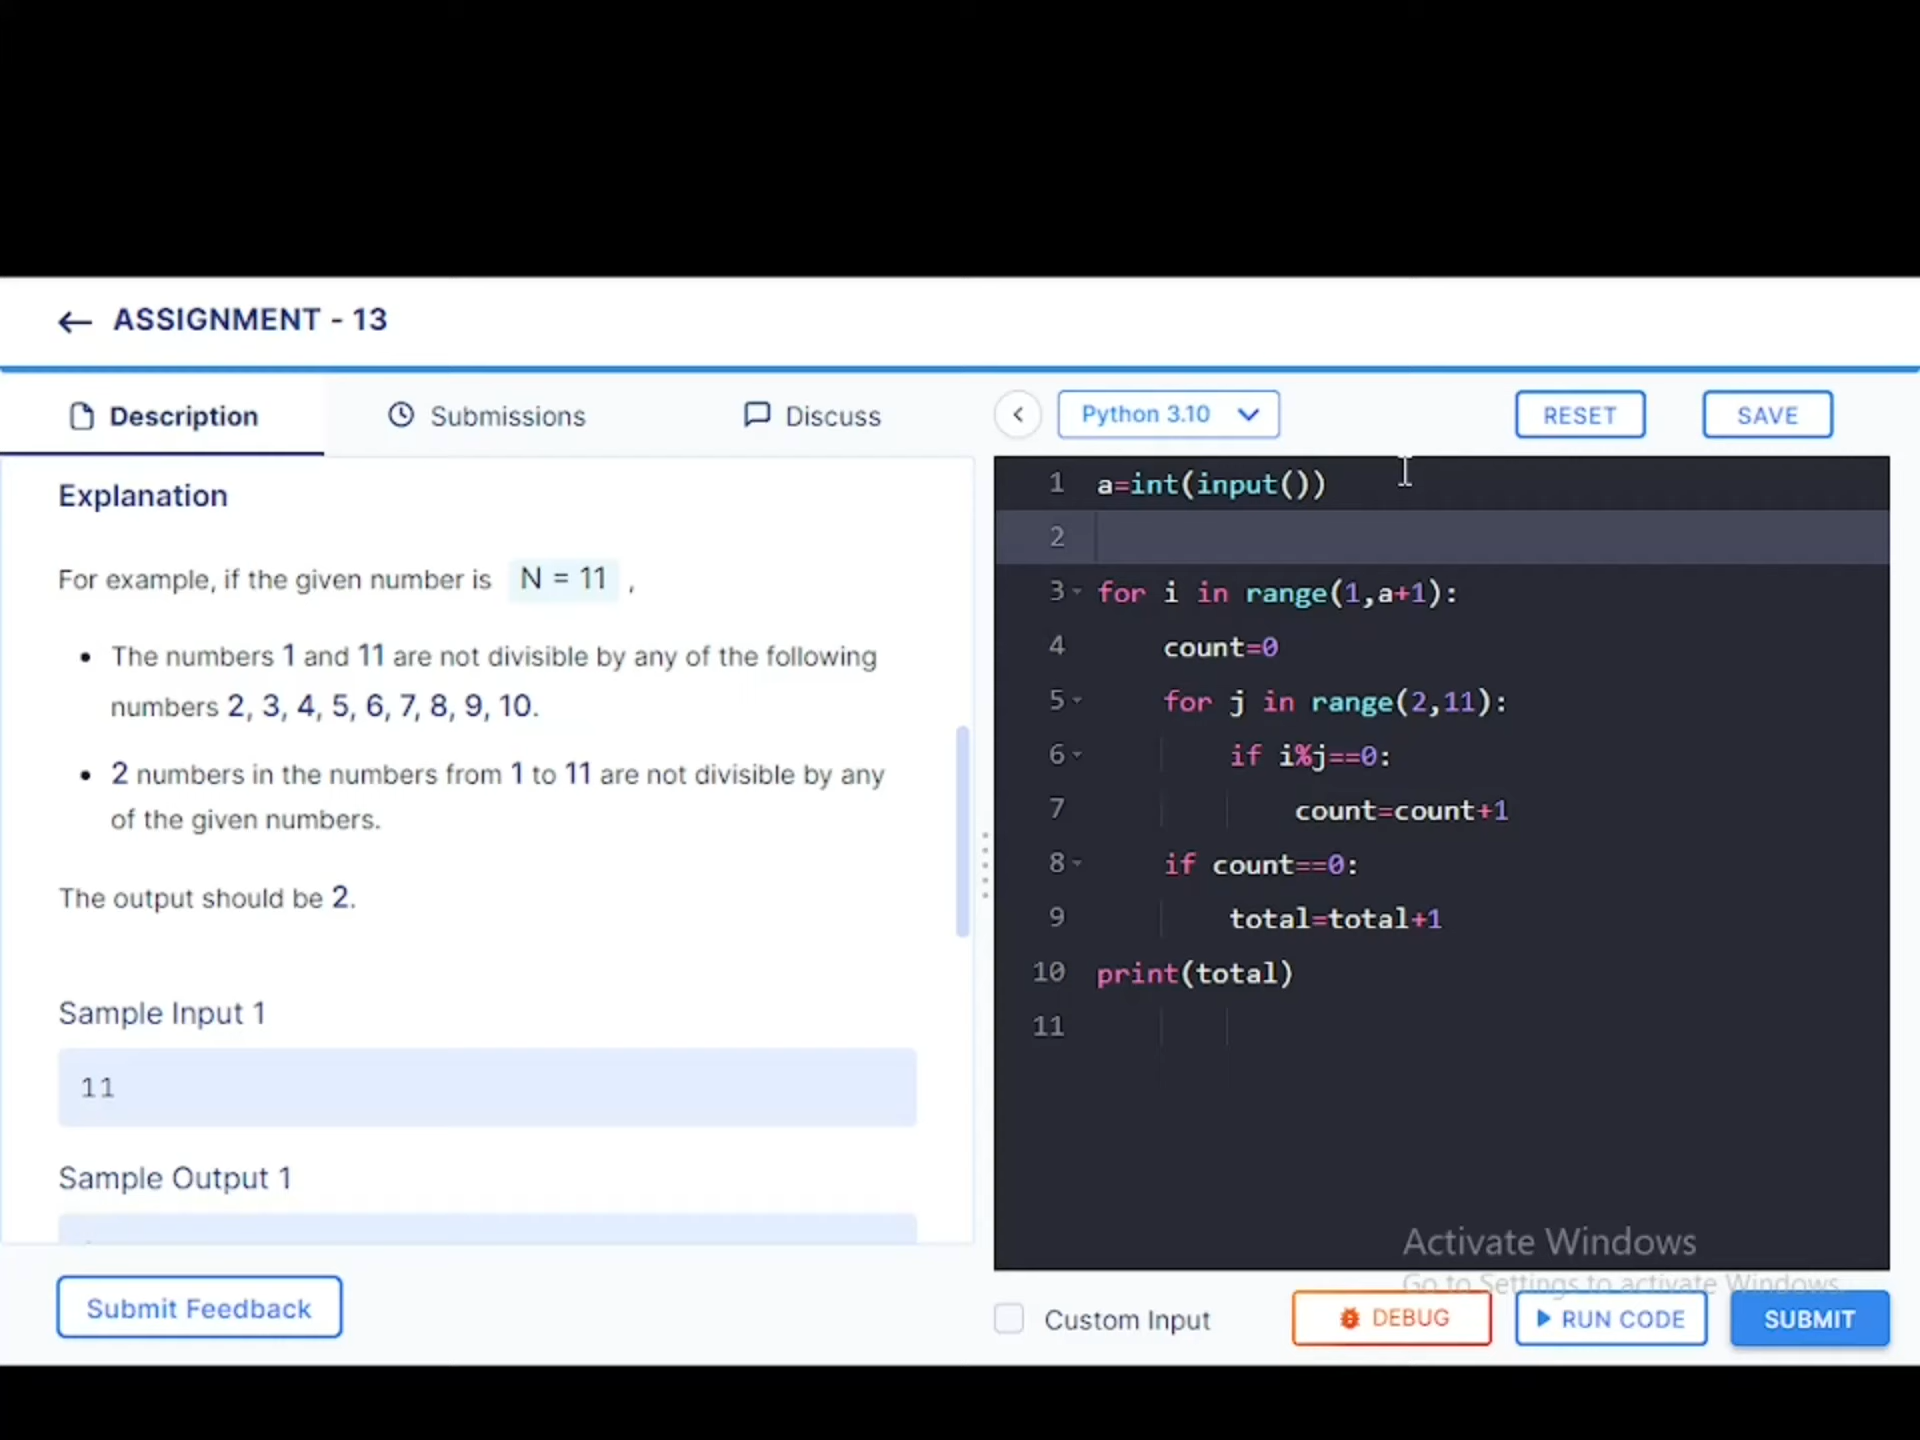 ASSIGNMENT - 13
Description
Submissions
Discuss
Python 3.10
RESET
SAVE
Explanation
For example, if the given number is N = 11 ,
• The numbers 1 and 11 are not divisible by any of the following
numbers 2, 3, 4, 5, 6, 7, 8, 9, 10.
• 2 numbers in the numbers from 1 to 11 are not divisible by any
of the given numbers.
The output should be 2.
Sample Input 1
11
Sample Output 1
Submit Feedback
1 a=int(input())
2
3 for i in range(1,a+1):
4     count=0
5     for j in range(2,11):
6         if i%j==0:
7             count=count+1
8     if count==0:
9         total=total+1
10 print(total)
11
Activate Windows
Go to Settings to activate Windows.
Custom Input
DEBUG
RUN CODE
SUBMIT